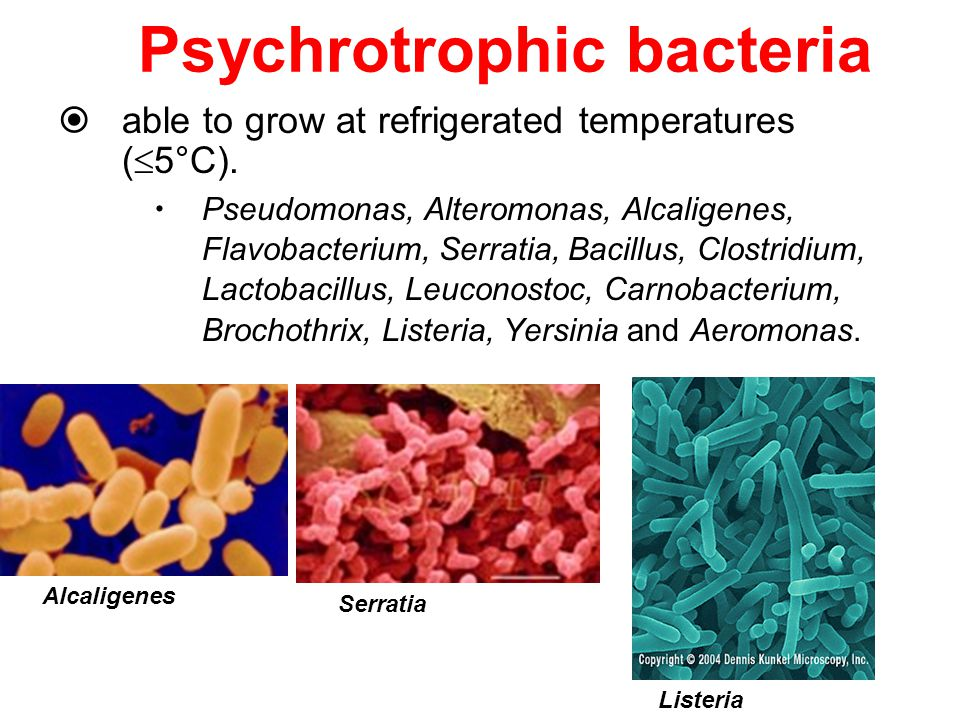 Psychrotrophic bacteria
able to grow at refrigerated temperatures
(≤5°C).
Pseudomonas, Alteromonas, Alcaligenes,
Flavobacterium, Serratia, Bacillus, Clostridium,
Lactobacillus, Leuconostoc, Carnobacterium,
Brochothrix, Listeria, Yersinia and Aeromonas.
Copyright © 2004 Dennis Kunkel Microscopy, Inc.
Alcaligenes
Serratia
Listeria